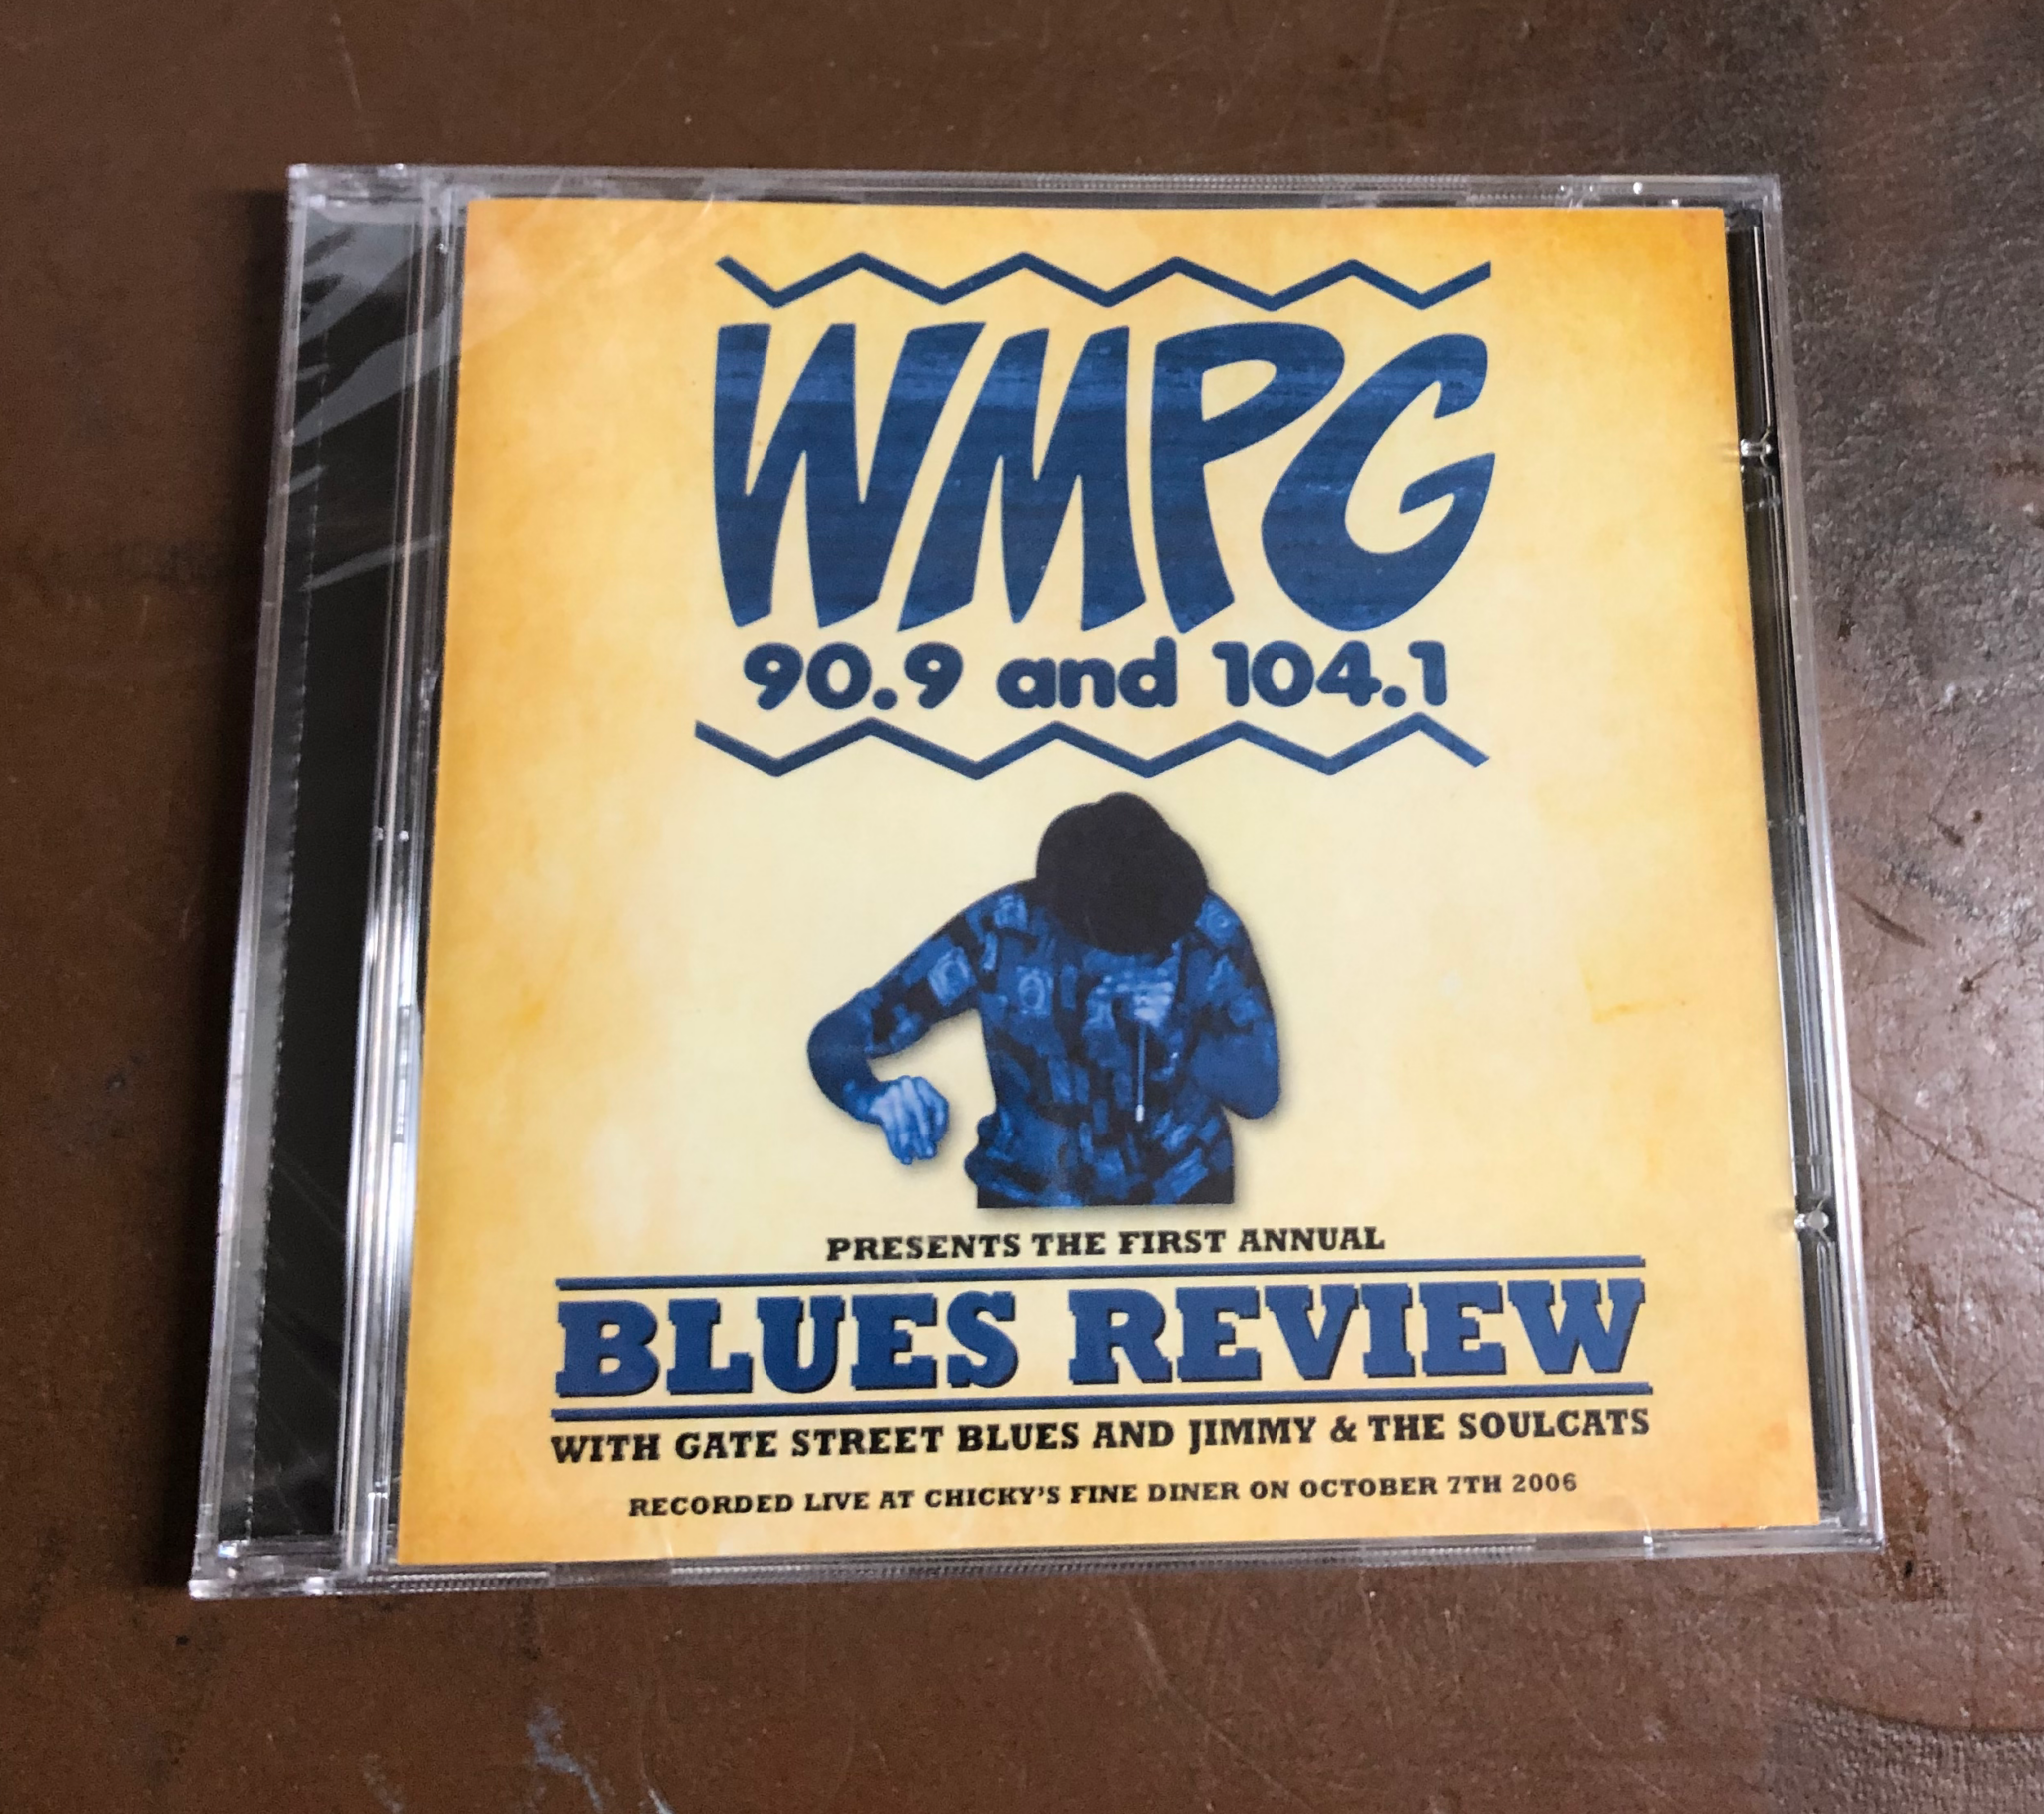 WMPG
90.9 and 104.1
PRESENTS THE FIRST ANNUAL
BLUES REVIEW
WITH GATE STREET BLUES AND JIMMY & THE SOULCATS
RECORDED LIVE AT CHICKY'S FINE DINER ON OCTOBER 7TH 2006